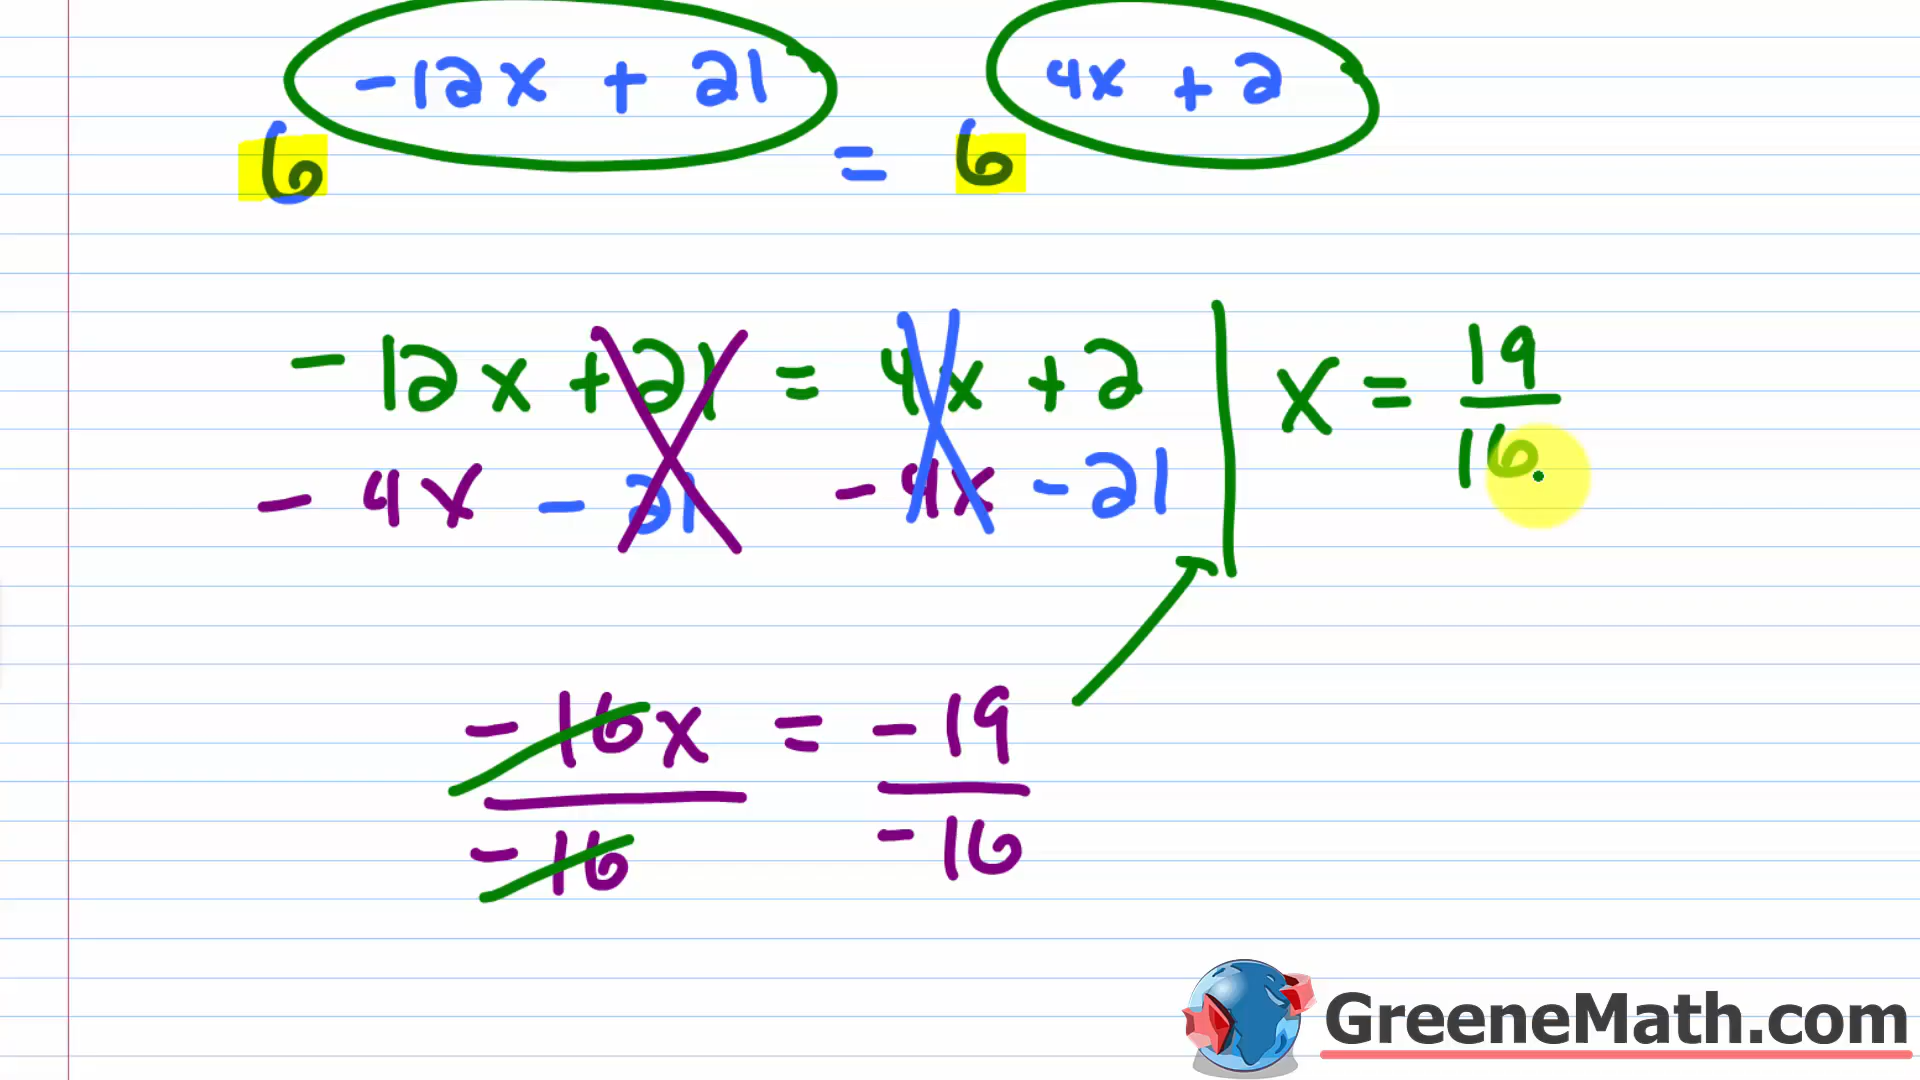 -12x + 21 4x + 2
6 = 6
-12x + 21 = 4x + 2 x = 19
- 4x - 21 - 4x - 21 16
-16x = -19
-16 -16
GreeneMath.com